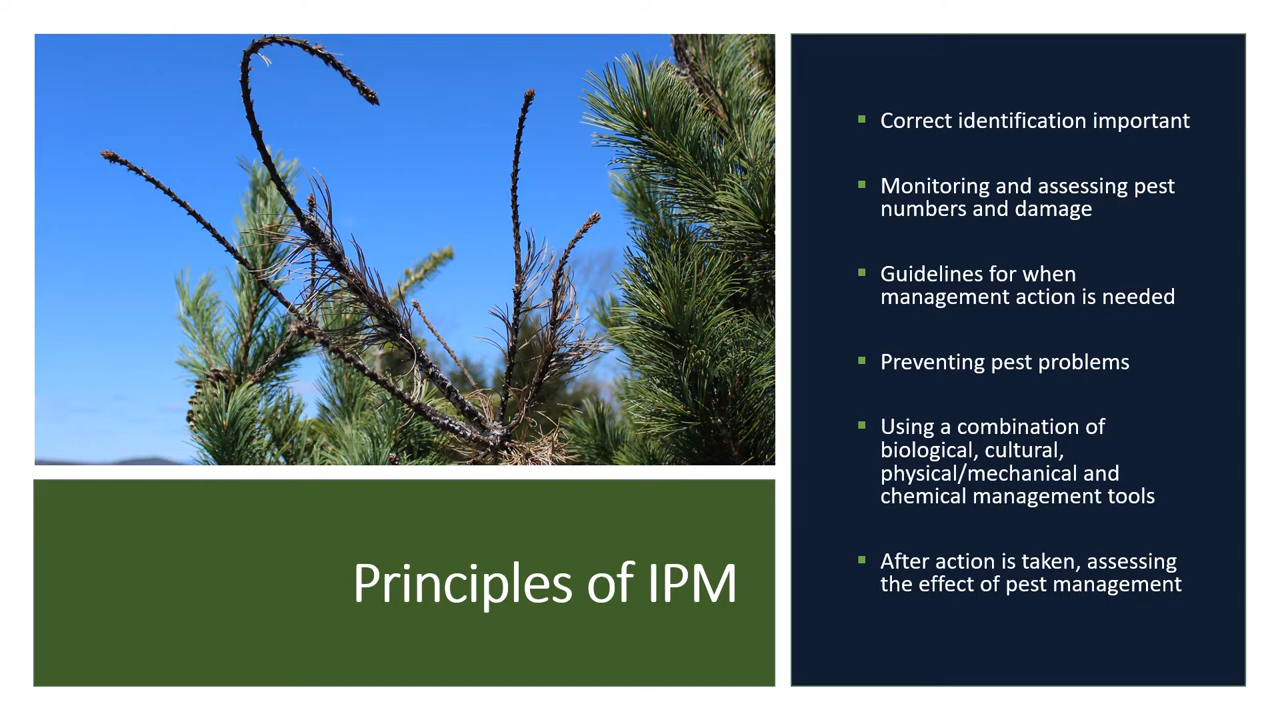 Correct identification important
Monitoring and assessing pest
numbers and damage
Guidelines for when
management action is needed
Preventing pest problems
Using a combination of
biological, cultural,
physical/mechanical and
chemical management tools
After action is taken, assessing
the effect of pest management
Principles of IPM